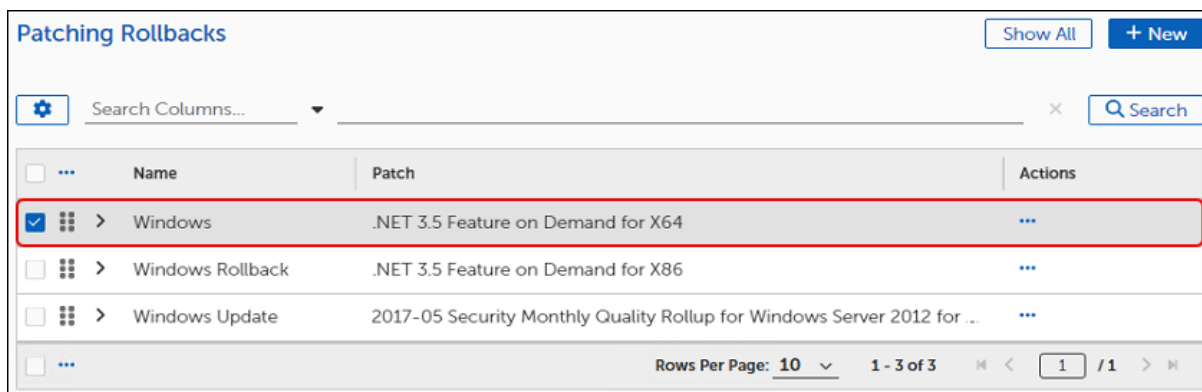 Patching Rollbacks Show All + New
Search Columns... Search
Name Patch Actions
Windows .NET 3.5 Feature on Demand for X64
Windows Rollback .NET 3.5 Feature on Demand for X86
Windows Update 2017-05 Security Monthly Quality Rollup for Windows Server 2012 for ...
Rows Per Page: 10 1 - 3 of 3 1 / 1